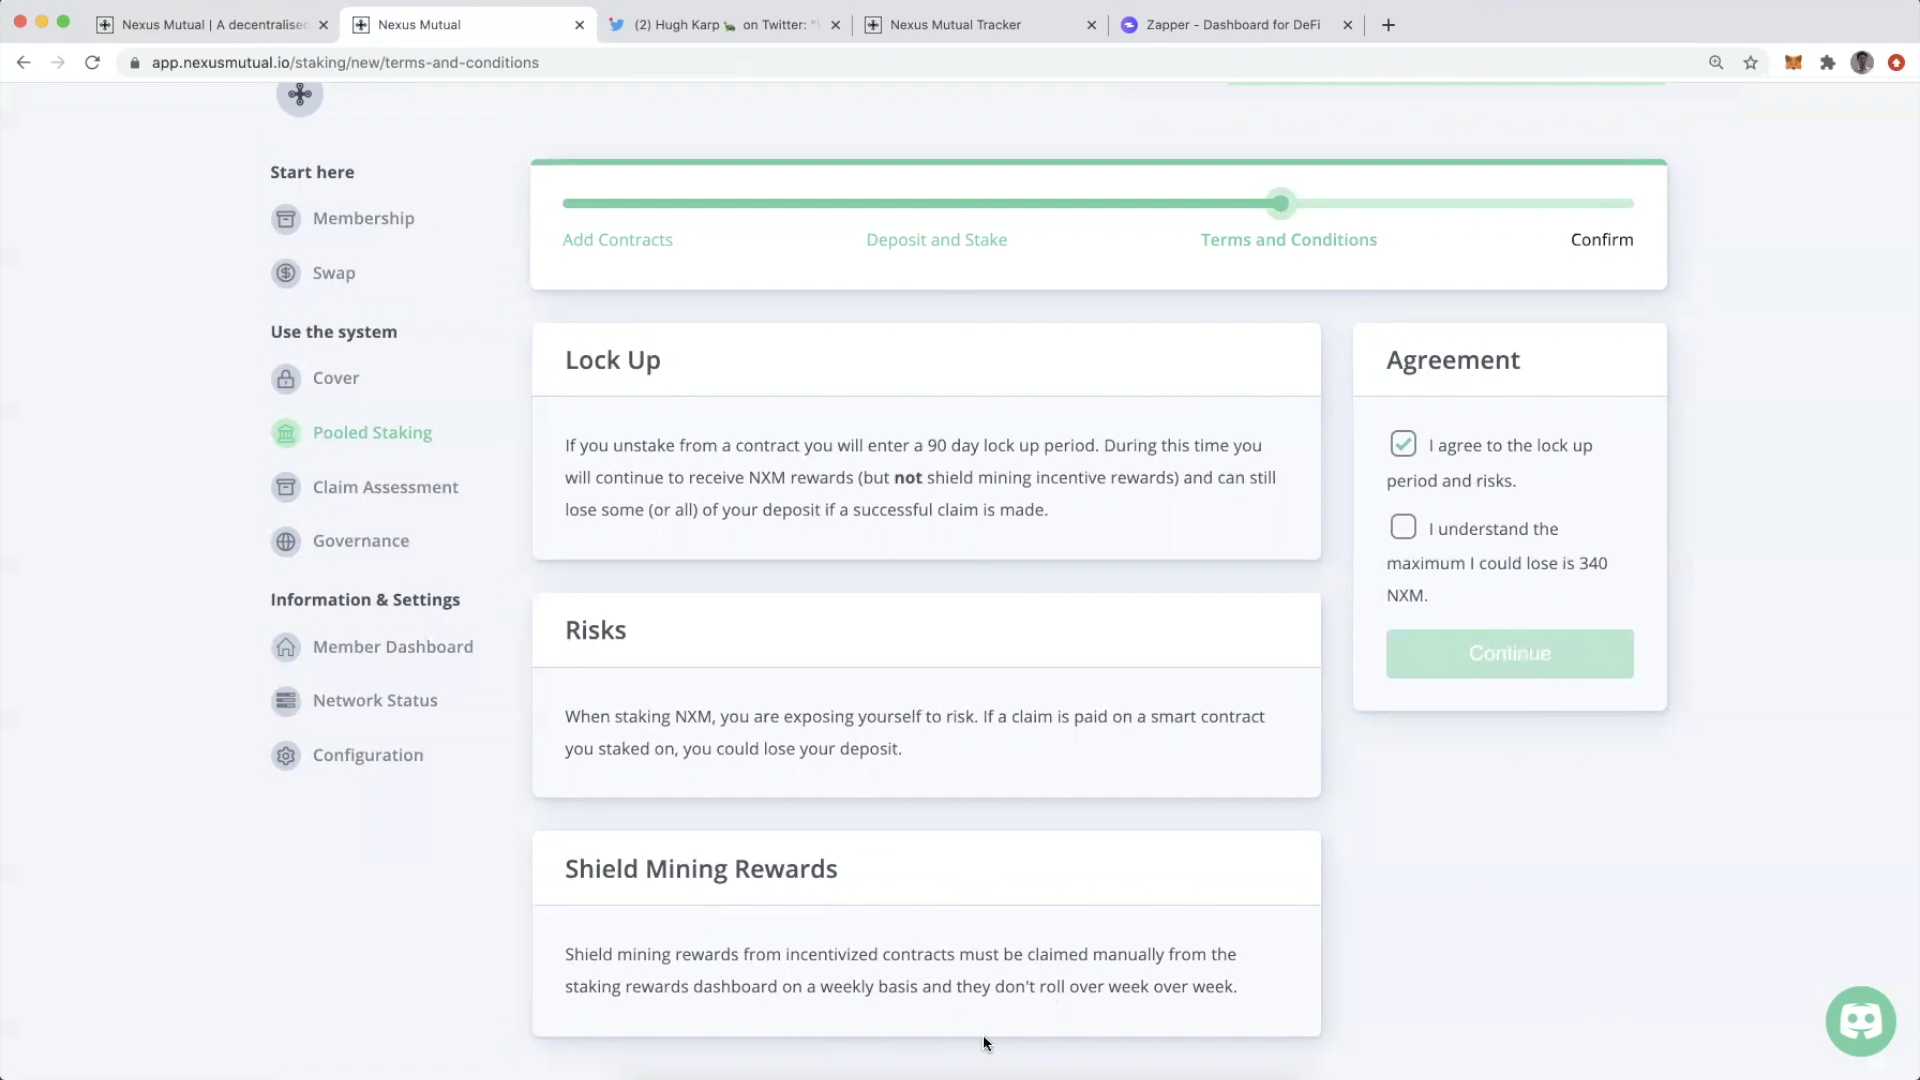 Nexus Mutual | A decentralised
Nexus Mutual
(2) Hugh Karp 🐢 on Twitter: "
Nexus Mutual Tracker
Zapper - Dashboard for DeFi
app.nexusmutual.io/staking/new/terms-and-conditions
Start here
Membership
Swap
Use the system
Cover
Pooled Staking
Claim Assessment
Governance
Information & Settings
Member Dashboard
Network Status
Configuration
Add Contracts
Deposit and Stake
Terms and Conditions
Confirm
Lock Up
If you unstake from a contract you will enter a 90 day lock up period. During this time you
will continue to receive NXM rewards (but not shield mining incentive rewards) and can still
lose some (or all) of your deposit if a successful claim is made.
Risks
When staking NXM, you are exposing yourself to risk. If a claim is paid on a smart contract
you staked on, you could lose your deposit.
Shield Mining Rewards
Shield mining rewards from incentivized contracts must be claimed manually from the
staking rewards dashboard on a weekly basis and they don't roll over week over week.
Agreement
I agree to the lock up
period and risks.
I understand the
maximum I could lose is 340
NXM.
Continue